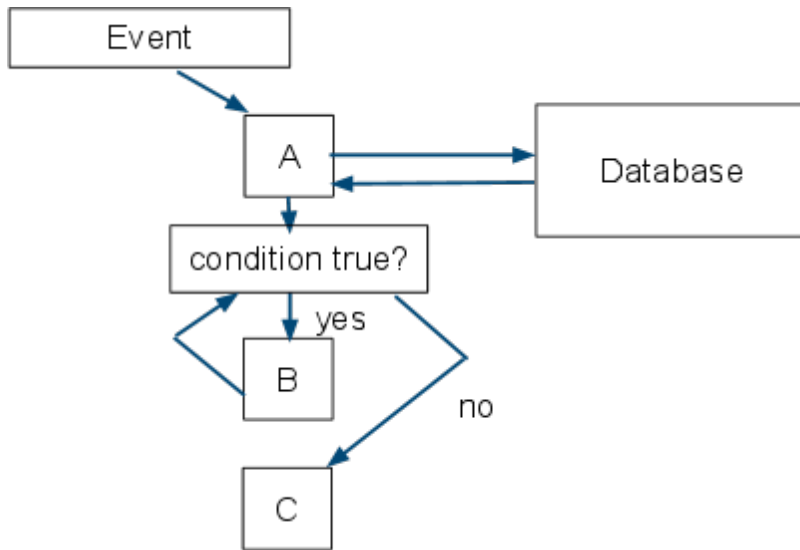 Event
A
Database
condition true?
yes
B
no
C